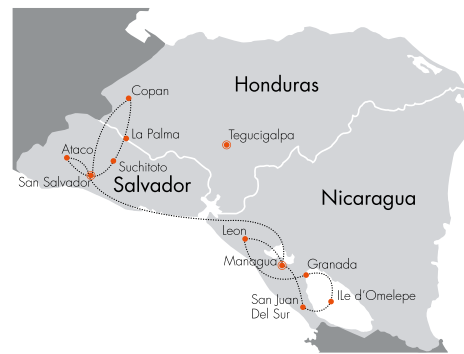 Honduras
Copan
La Palma
Tegucigalpa
Ataco
Suchitoto
San Salvador
Salvador
Nicaragua
Leon
Managua
Granada
San Juan
Del Sur
ILe d'Omelepe